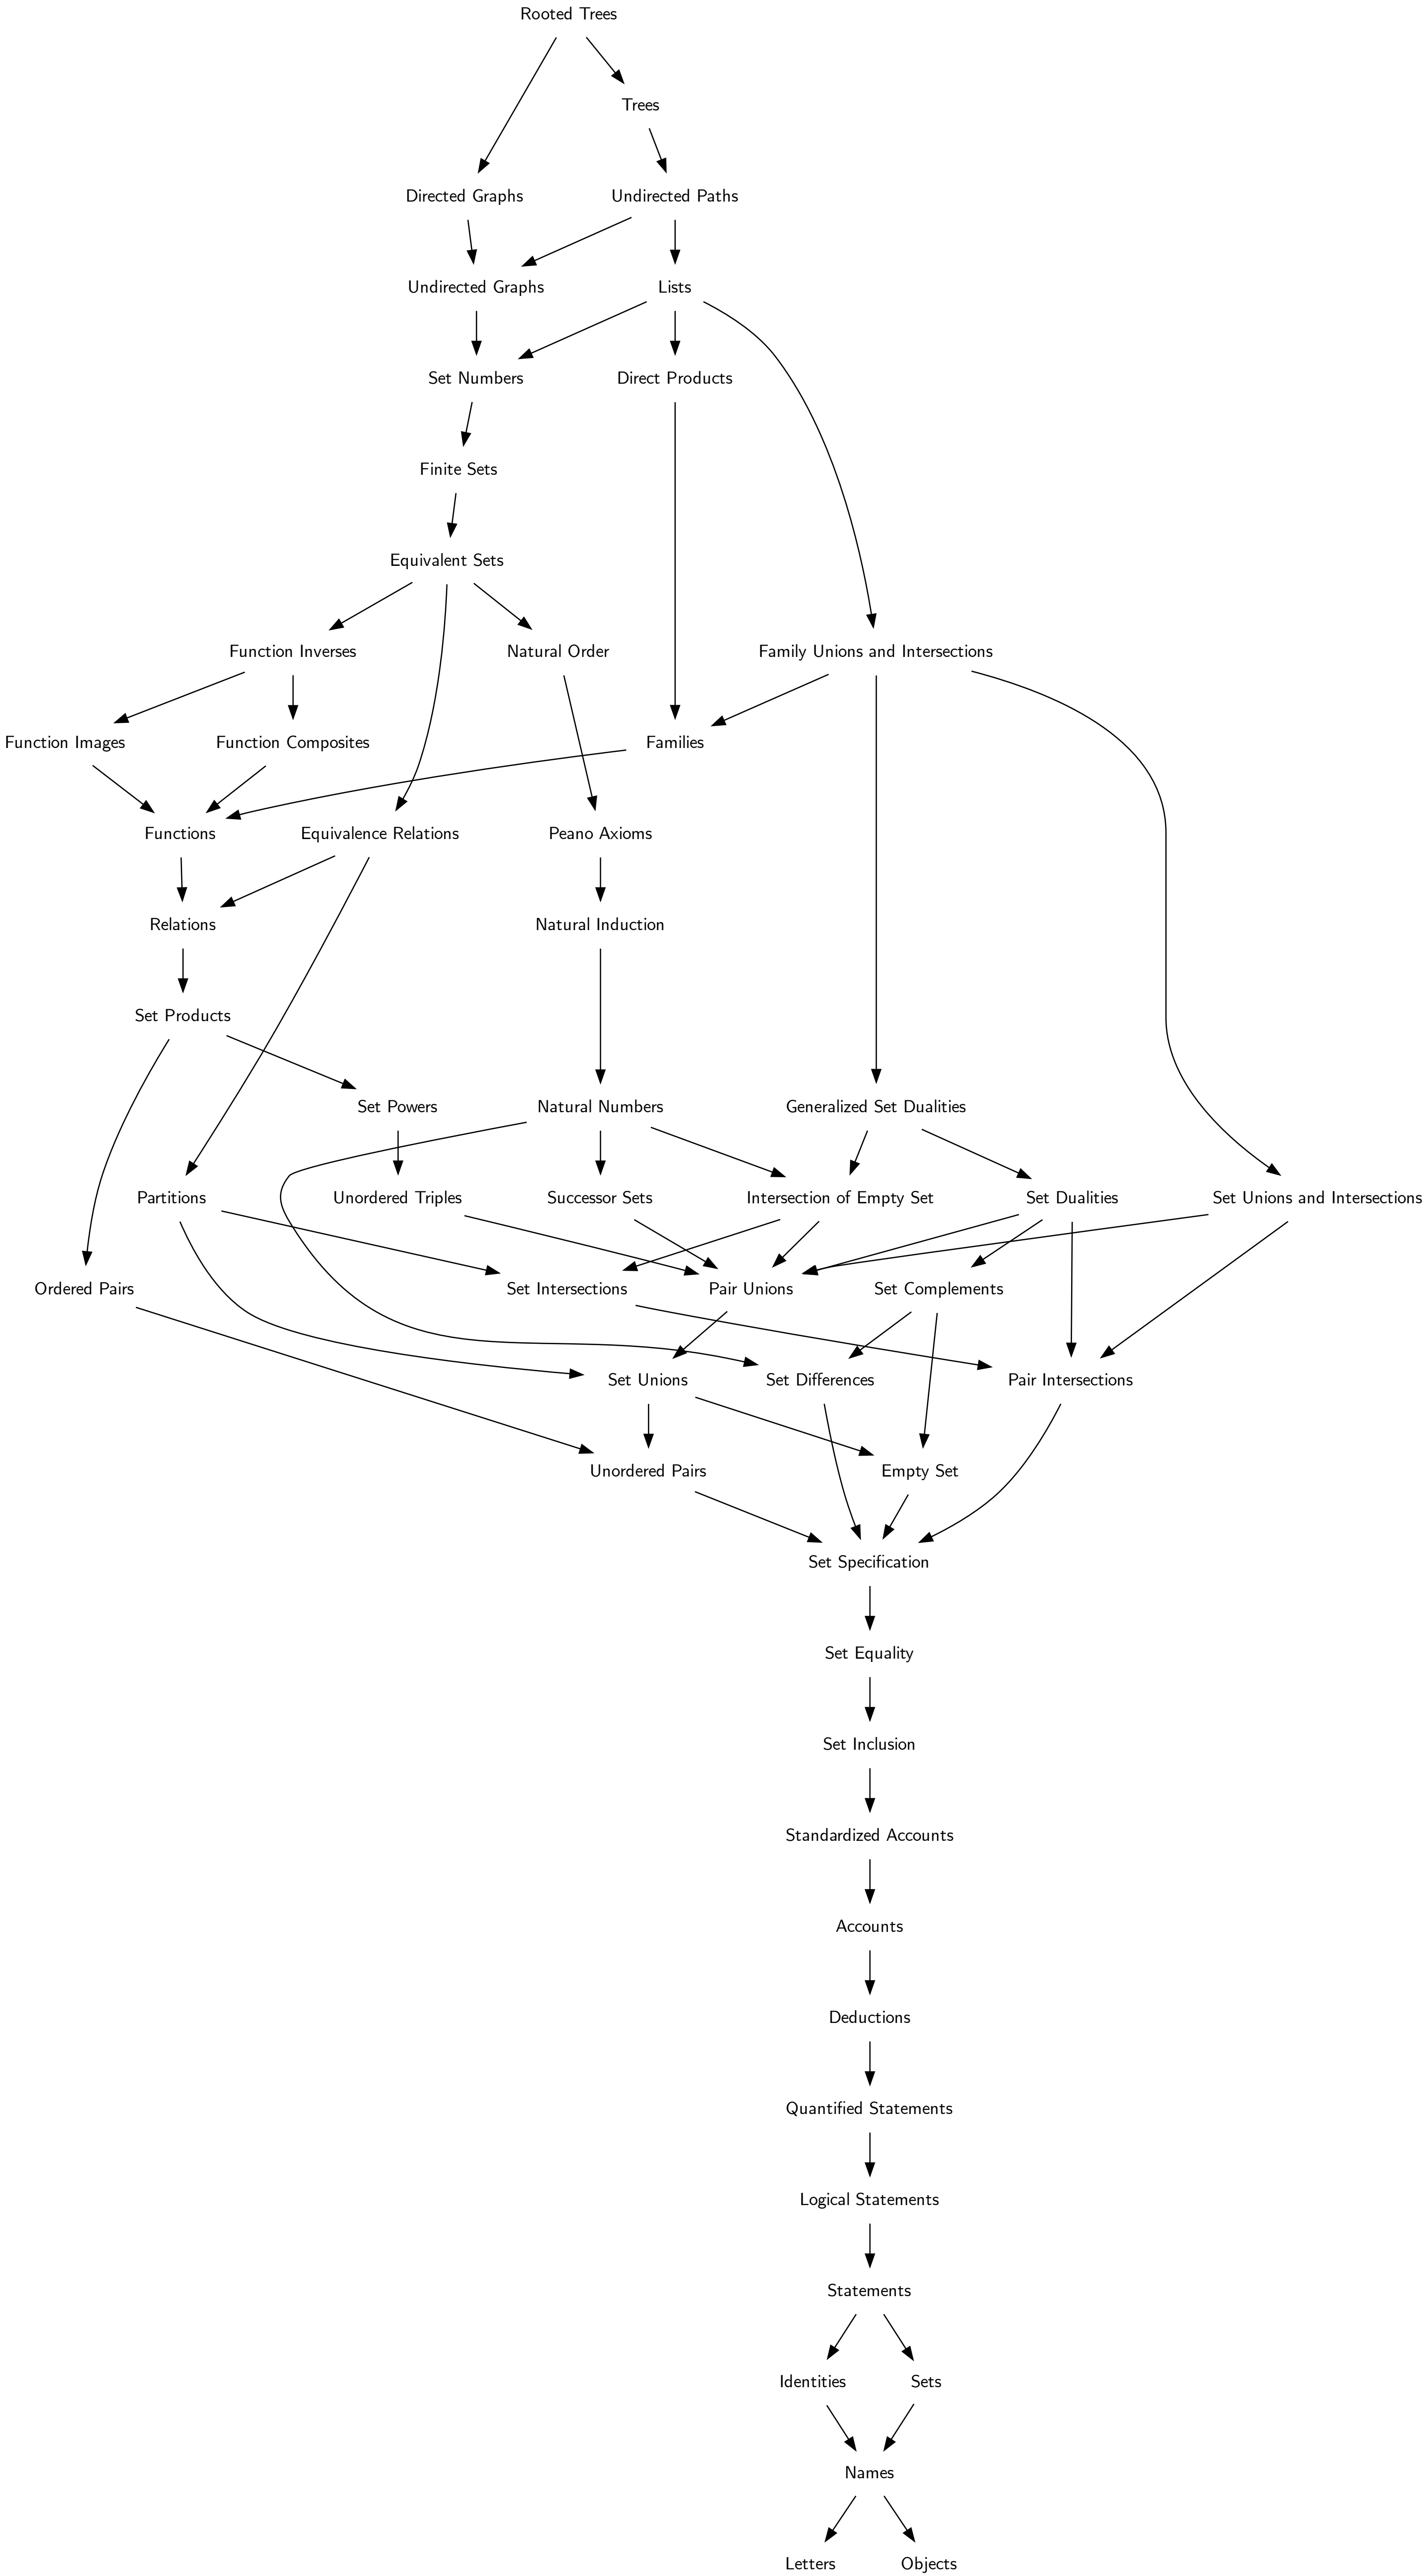 Rooted Trees
Trees
Directed Graphs
Undirected Paths
Undirected Graphs
Lists
Set Numbers
Direct Products
Finite Sets
Equivalent Sets
Function Inverses
Natural Order
Family Unions and Intersections
Function Images
Function Composites
Families
Functions
Equivalence Relations
Peano Axioms
Relations
Natural Induction
Set Products
Set Powers
Natural Numbers
Generalized Set Dualities
Partitions
Unordered Triples
Successor Sets
Intersection of Empty Set
Set Dualities
Set Unions and Intersections
Ordered Pairs
Set Intersections
Pair Unions
Set Complements
Set Unions
Set Differences
Pair Intersections
Unordered Pairs
Empty Set
Set Specification
Set Equality
Set Inclusion
Standardized Accounts
Accounts
Deductions
Quantified Statements
Logical Statements
Statements
Identities
Sets
Names
Letters
Objects